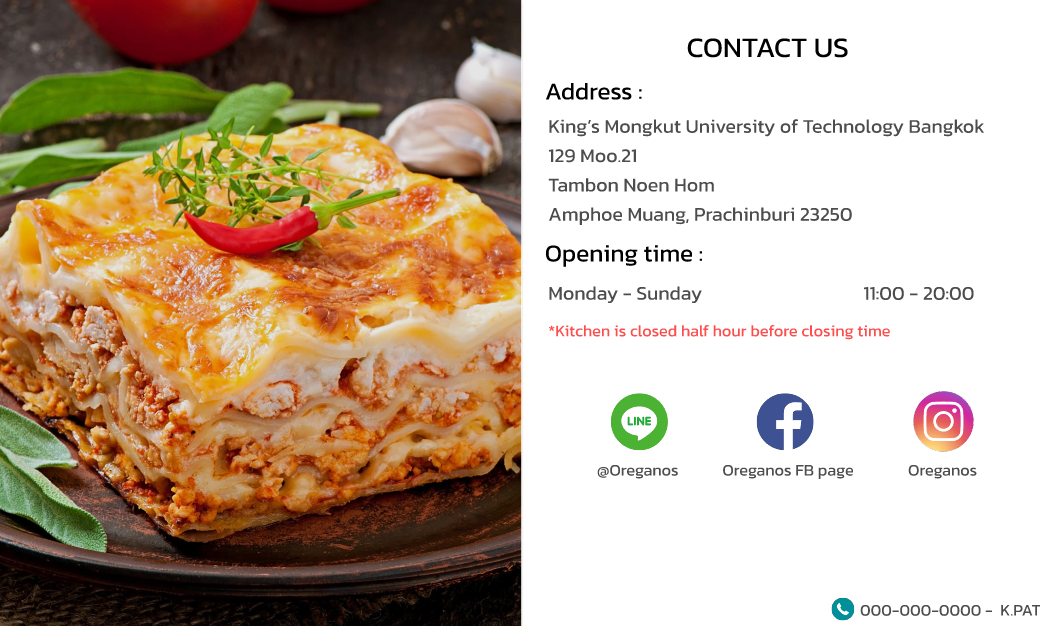 CONTACT US
Address :
King's Mongkut University of Technology Bangkok
129 Moo.21
Tambon Noen Hom
Amphoe Muang, Prachinburi 23250
Opening time :
Monday - Sunday 11:00 - 20:00
*Kitchen is closed half hour before closing time
LINE
@Oreganos Oreganos FB page Oreganos
000-000-0000 - K.PAT